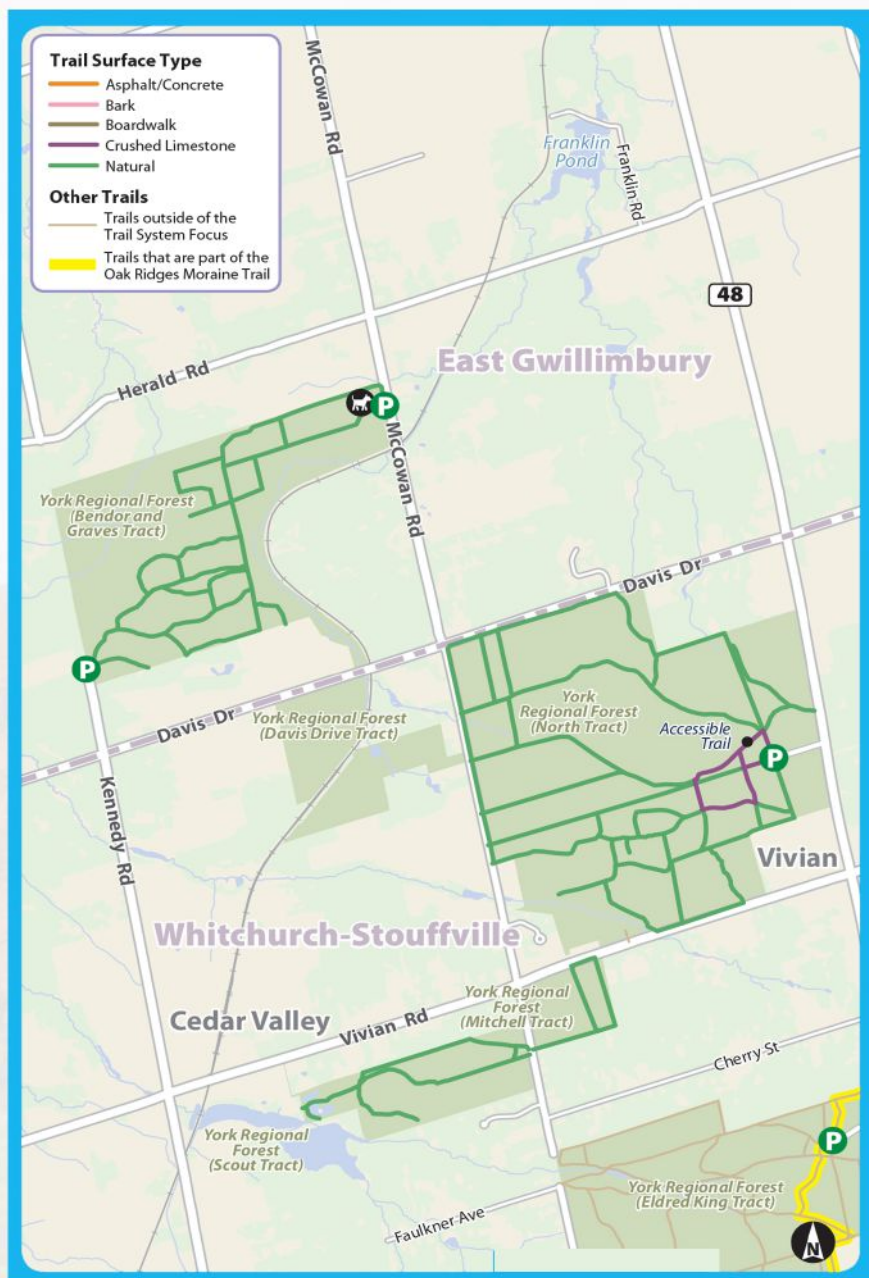 Trail Surface Type
Asphalt/Concrete
Bark
Boardwalk
Crushed Limestone
Natural
Other Trails
Trails outside of the
Trail System Focus
Trails that are part of the
Oak Ridges Moraine Trail
McCowan Rd
Franklin
Pond
Franklin Rd
48
East Gwillimbury
Herald Rd
P
McCowan Rd
York Regional Forest
(Bendor and
Graves Tract)
Davis Dr
P
York
Regional Forest
(North Tract)
Accessible
Trail
P
York Regional Forest
(Davis Drive Tract)
Davis Dr
Kennedy Rd
Vivian
Whitchurch-Stouffville
Cedar Valley
Vivian Rd
York Regional
Forest
(Mitchell Tract)
Cherry St
York Regional
Forest
(Scout Tract)
P
York Regional Forest
(Eldred King Tract)
Faulkner Ave
N